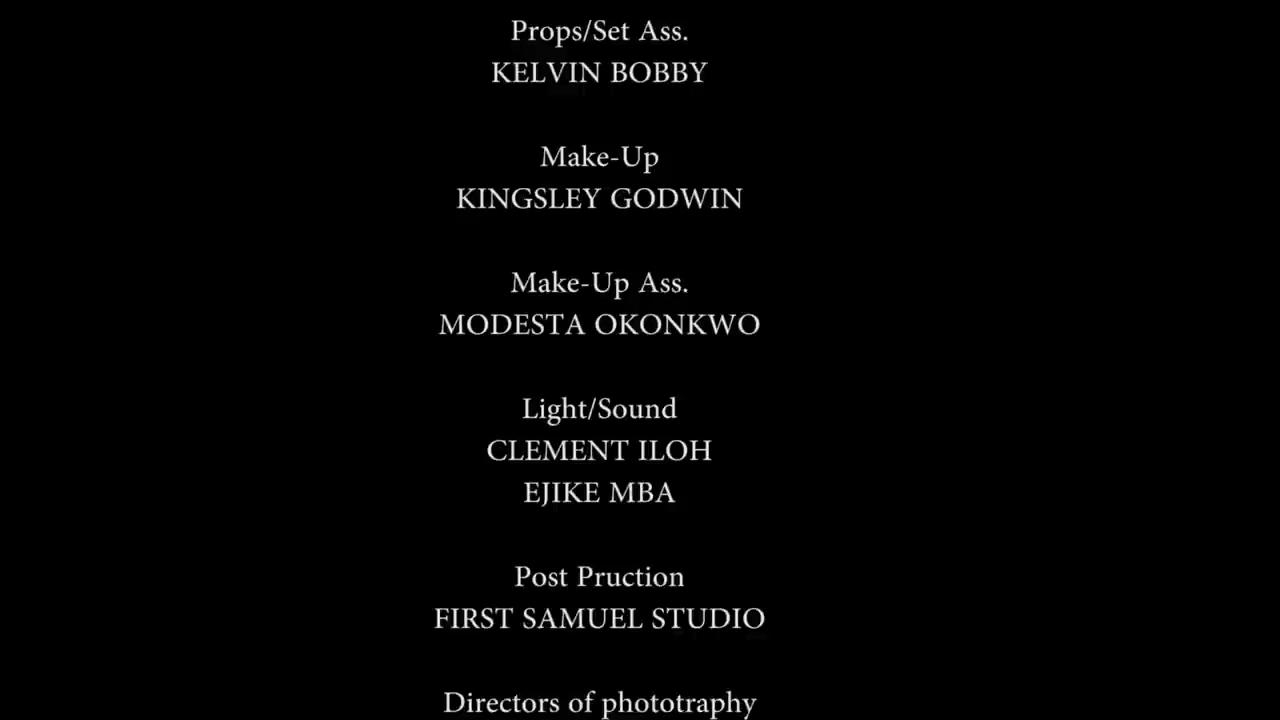 Props/Set Ass.
KELVIN BOBBY
Make-Up
KINGSLEY GODWIN
Make-Up Ass.
MODESTA OKONKWO
Light/Sound
CLEMENT ILOH
EJIKE MBA
Post Pruction
FIRST SAMUEL STUDIO
Directors of phototraphy